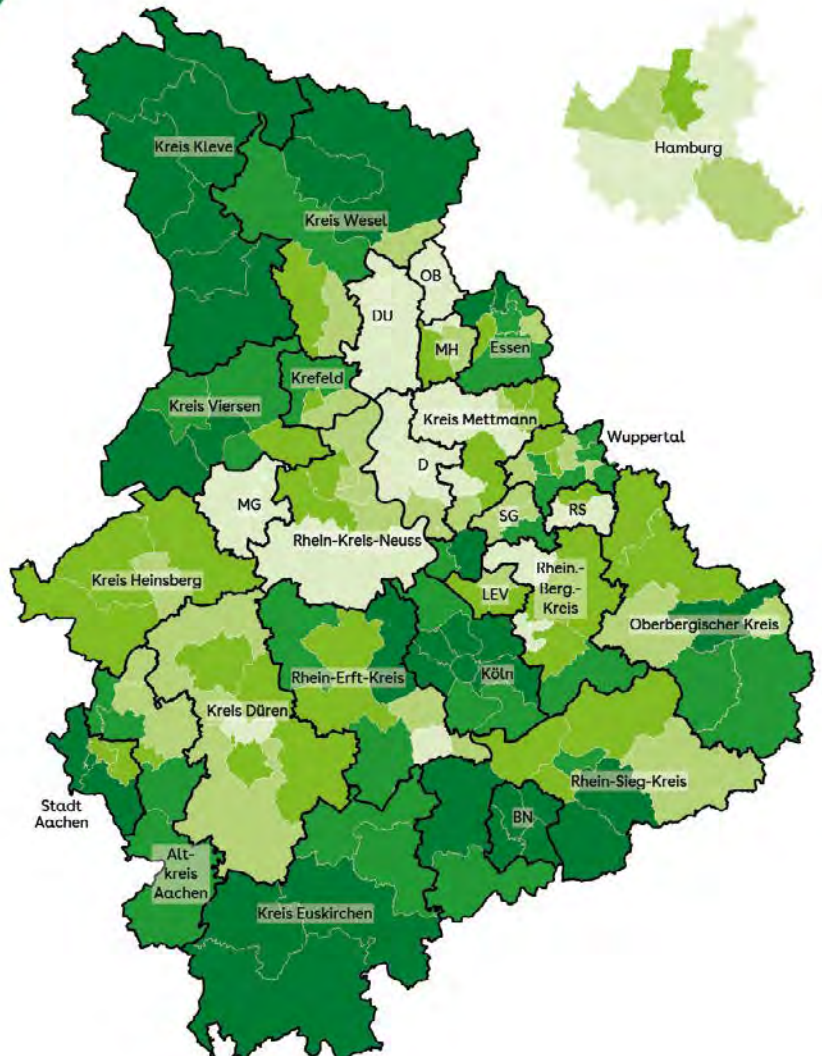 Kreis Kleve
Hamburg
Kreis Wesel
OB
DU
MH
Essen
Krefeld
Kreis Viersen
Kreis Mettmann
Wuppertal
D
MG
SG
RS
Rhein-Kreis-Neuss
Kreis Heinsberg
LEV
Rhein.-
Berg.-
Kreis
Oberbergischer Kreis
Rhein-Erft-Kreis
Köln
Kreis Düren
Rhein-Sieg-Kreis
Stadt
Aachen
BN
Alt-
kreis
Aachen
Kreis Euskirchen